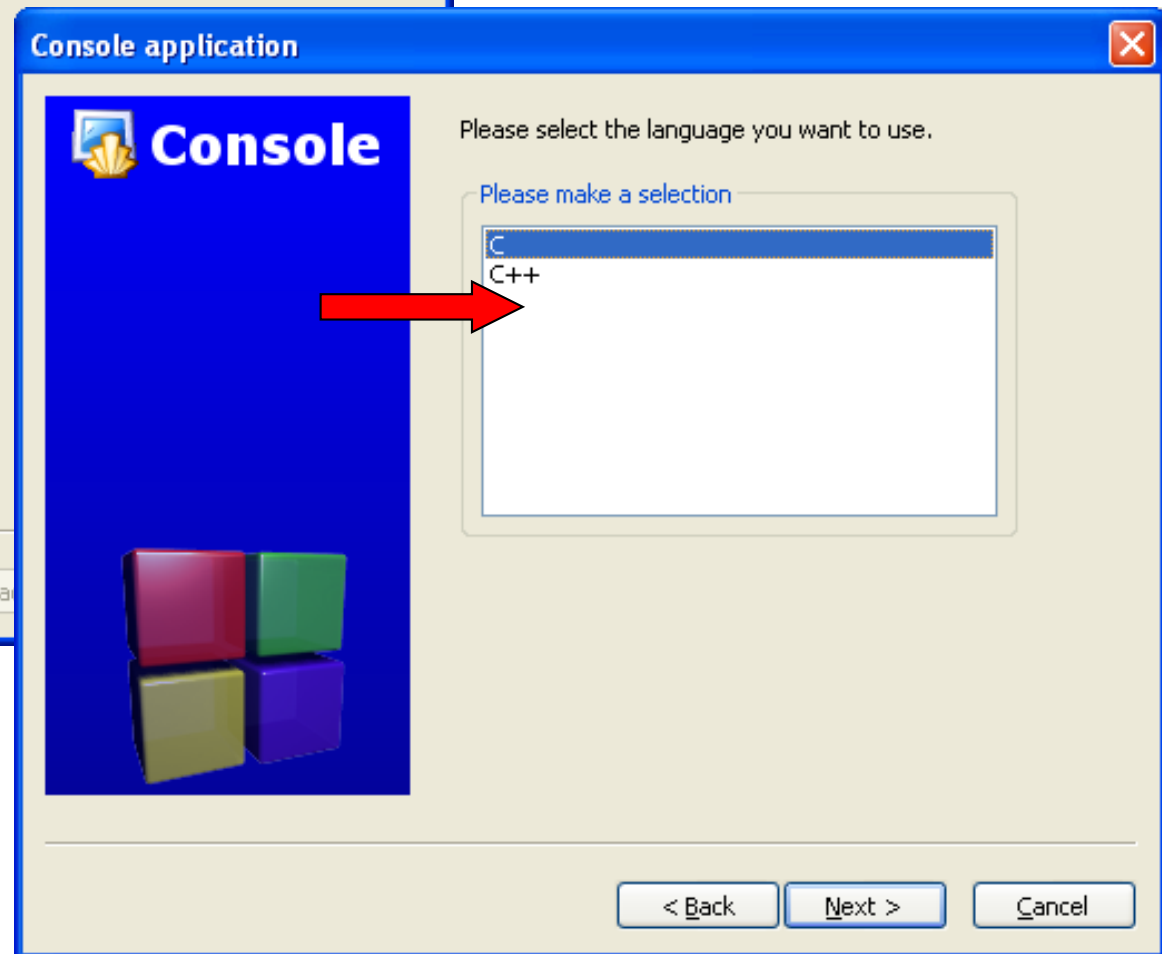 Console application
Console
Please select the language you want to use.
Please make a selection
C
C++
< Back
Next >
Cancel